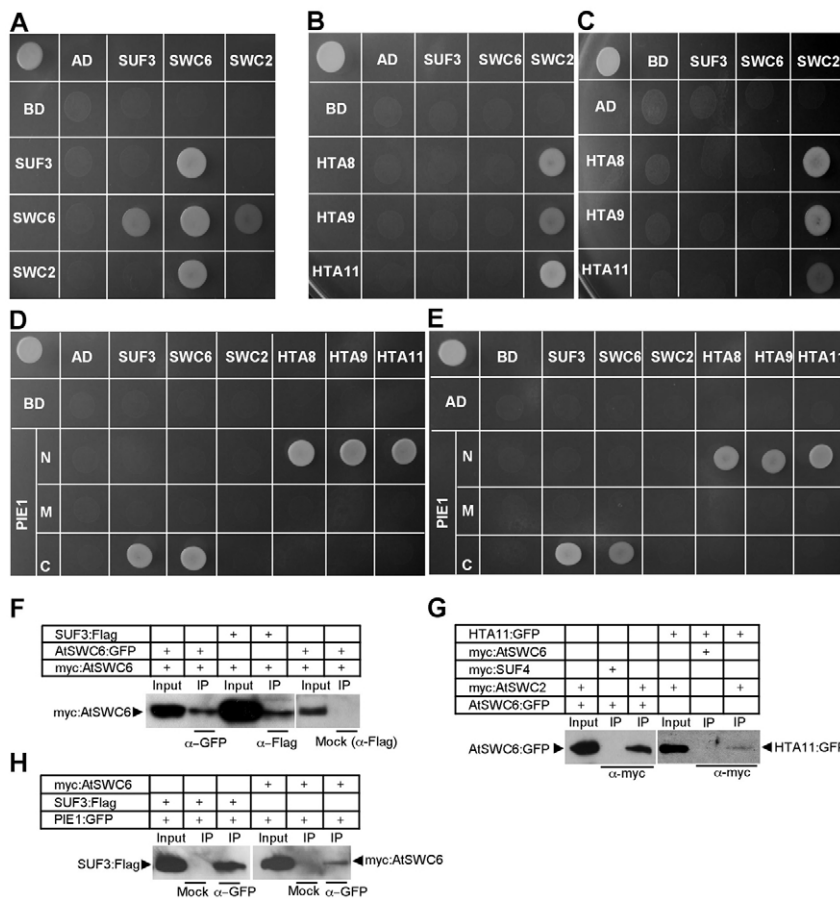 A
AD SUF3 SWC6 SWC2
BD
SUF3
SWC6
SWC2
B
AD SUF3 SWC6 SWC2
BD
HTA8
HTA9
HTA11
C
BD SUF3 SWC6 SWC2
AD
HTA8
HTA9
HTA11
D
AD SUF3 SWC6 SWC2 HTA8 HTA9 HTA11
BD
PIE1
N
M
C
E
BD SUF3 SWC6 SWC2 HTA8 HTA9 HTA11
AD
PIE1
N
M
C
F
SUF3:Flag + +
AtSWC6:GFP + + + +
myc:AtSWC6 + + + + + +
Input IP Input IP Input IP
myc:AtSWC6
α-GFP α-Flag Mock (α-Flag)
G
HTA11:GFP + + +
myc:AtSWC6 +
myc:SUF4 +
myc:AtSWC2 + + + +
AtSWC6:GFP + + +
Input IP IP Input IP IP
AtSWC6:GFP HTA11:GFP
α-myc α-myc
H
myc:AtSWC6 + + +
SUF3:Flag + + +
PIE1:GFP + + + + + +
Input IP IP Input IP IP
SUF3:Flag myc:AtSWC6
Mock α-GFP Mock α-GFP